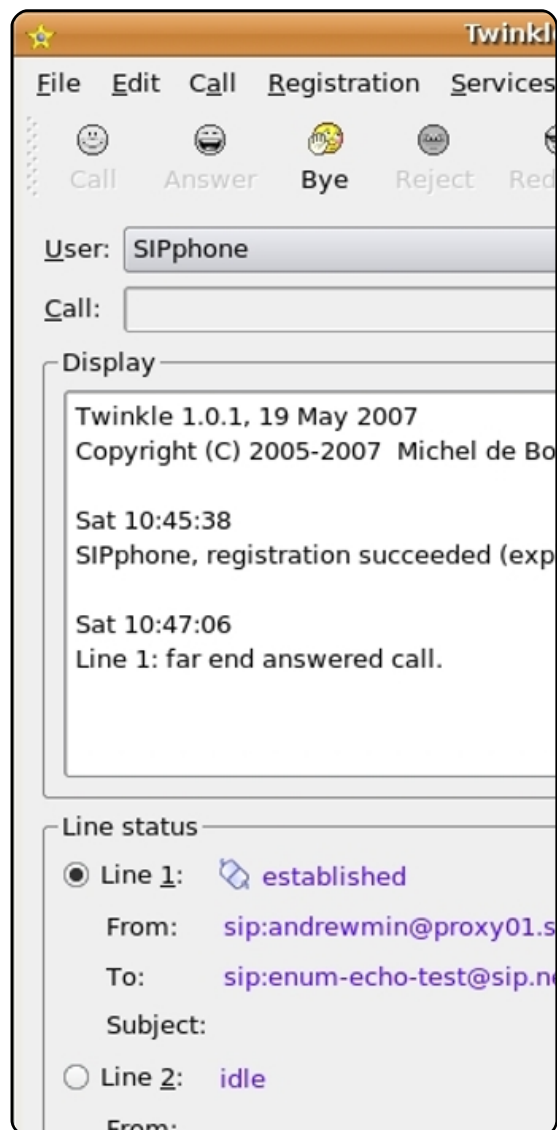 Twinkl
File Edit Call Registration Services
Call Answer Bye Reject Red
User: SIPphone
Call:
Display
Twinkle 1.0.1, 19 May 2007
Copyright (C) 2005-2007 Michel de Bo
Sat 10:45:38
SIPphone, registration succeeded (exp
Sat 10:47:06
Line 1: far end answered call.
Line status
Line 1: established
From: sip:andrewmin@proxy01.s
To: sip:enum-echo-test@sip.ne
Subject:
Line 2: idle
From: